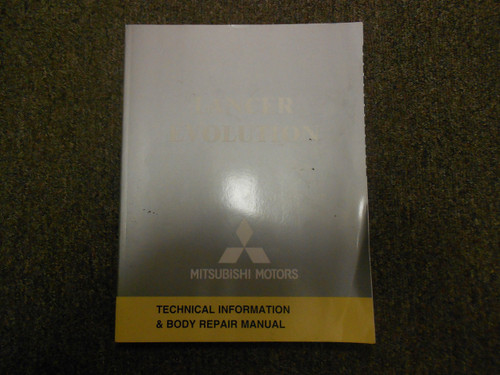 LANCER
EVOLUTION
MITSUBISHI MOTORS
TECHNICAL INFORMATION
& BODY REPAIR MANUAL